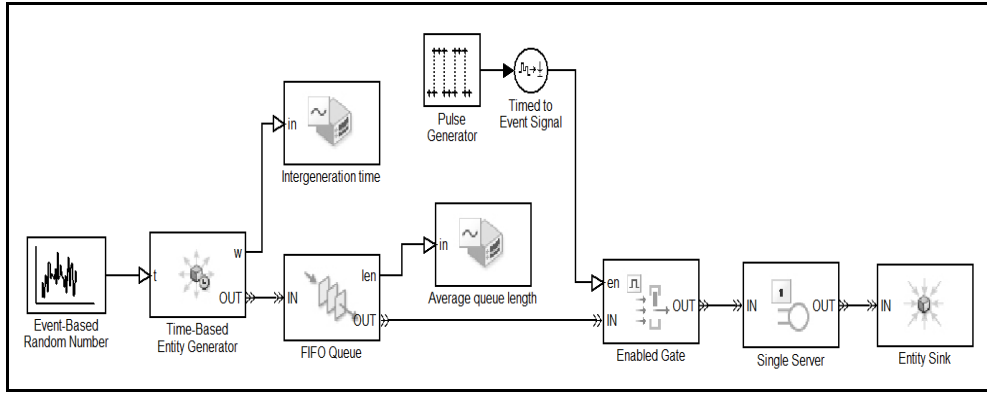 Pulse
Generator
Timed to
Event Signal
in
Intergeneration time
in
Average queue length
Event-Based
Random Number
t
w
OUT
Time-Based
Entity Generator
IN
len
OUT
FIFO Queue
en
IN
OUT
Enabled Gate
IN
1
OUT
Single Server
IN
Entity Sink